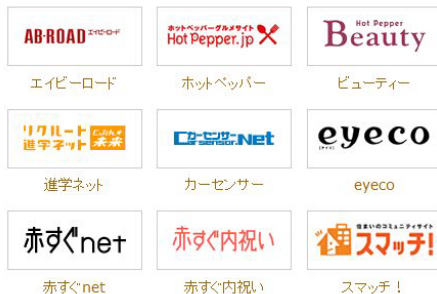 AB-ROAD エイビーロード
ホットペッパーグルメサイト
Hot Pepper.jp
Hot Pepper
Beauty
エイビーロード
ホットペッパー
ビューティー
リクルート
進学ネット
じぶん
未来
カーセンサー
Carsensor.Net
eyeco
進学ネット
カーセンサー
eyeco
赤すぐnet
赤すぐ内祝い
住まいのコミュニティサイト
スマッチ!
赤すぐnet
赤すぐ内祝い
スマッチ!